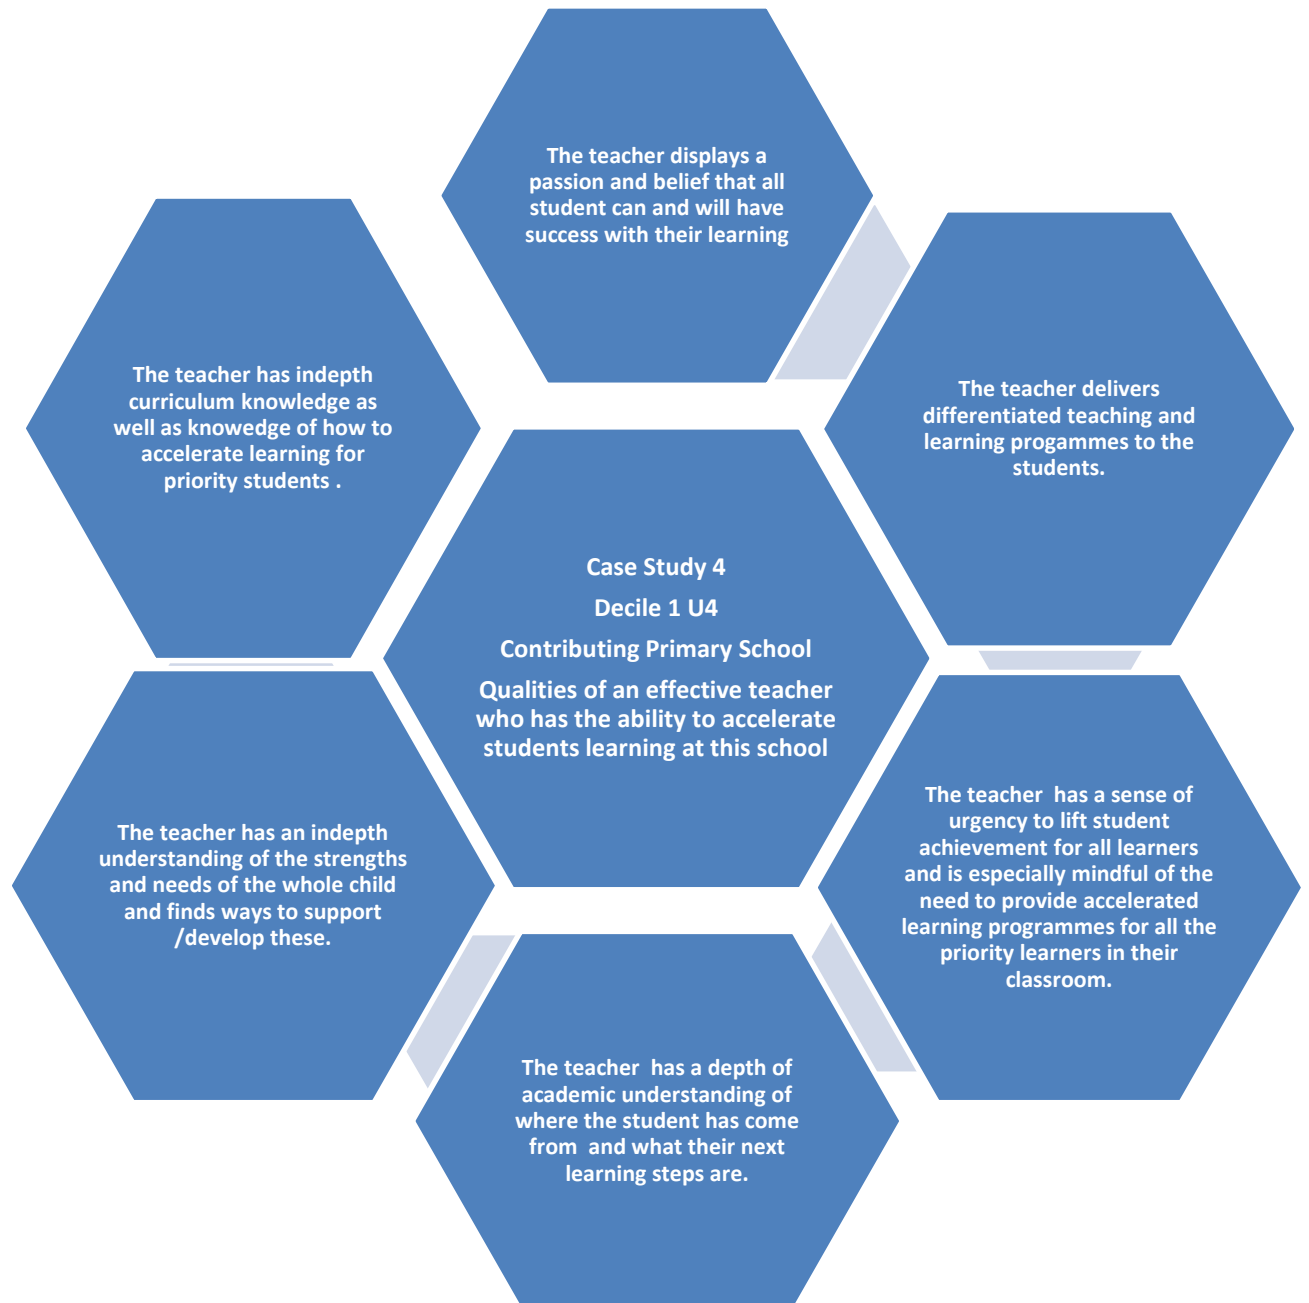 The teacher displays a
passion and belief that all
student can and will have
success with their learning
The teacher delivers
differentiated teaching and
learning progammes to the
students.
The teacher has a sense of
urgency to lift student
achievement for all learners
and is especially mindful of the
need to provide accelerated
learning programmes for all the
priority learners in their
classroom.
The teacher has a depth of
academic understanding of
where the student has come
from and what their next
learning steps are.
The teacher has an indepth
understanding of the strengths
and needs of the whole child
and finds ways to support
/develop these.
The teacher has indepth
curriculum knowledge as
well as knowedge of how to
accelerate learning for
priority students .
Case Study 4
Decile 1 U4
Contributing Primary School
Qualities of an effective teacher
who has the ability to accelerate
students learning at this school